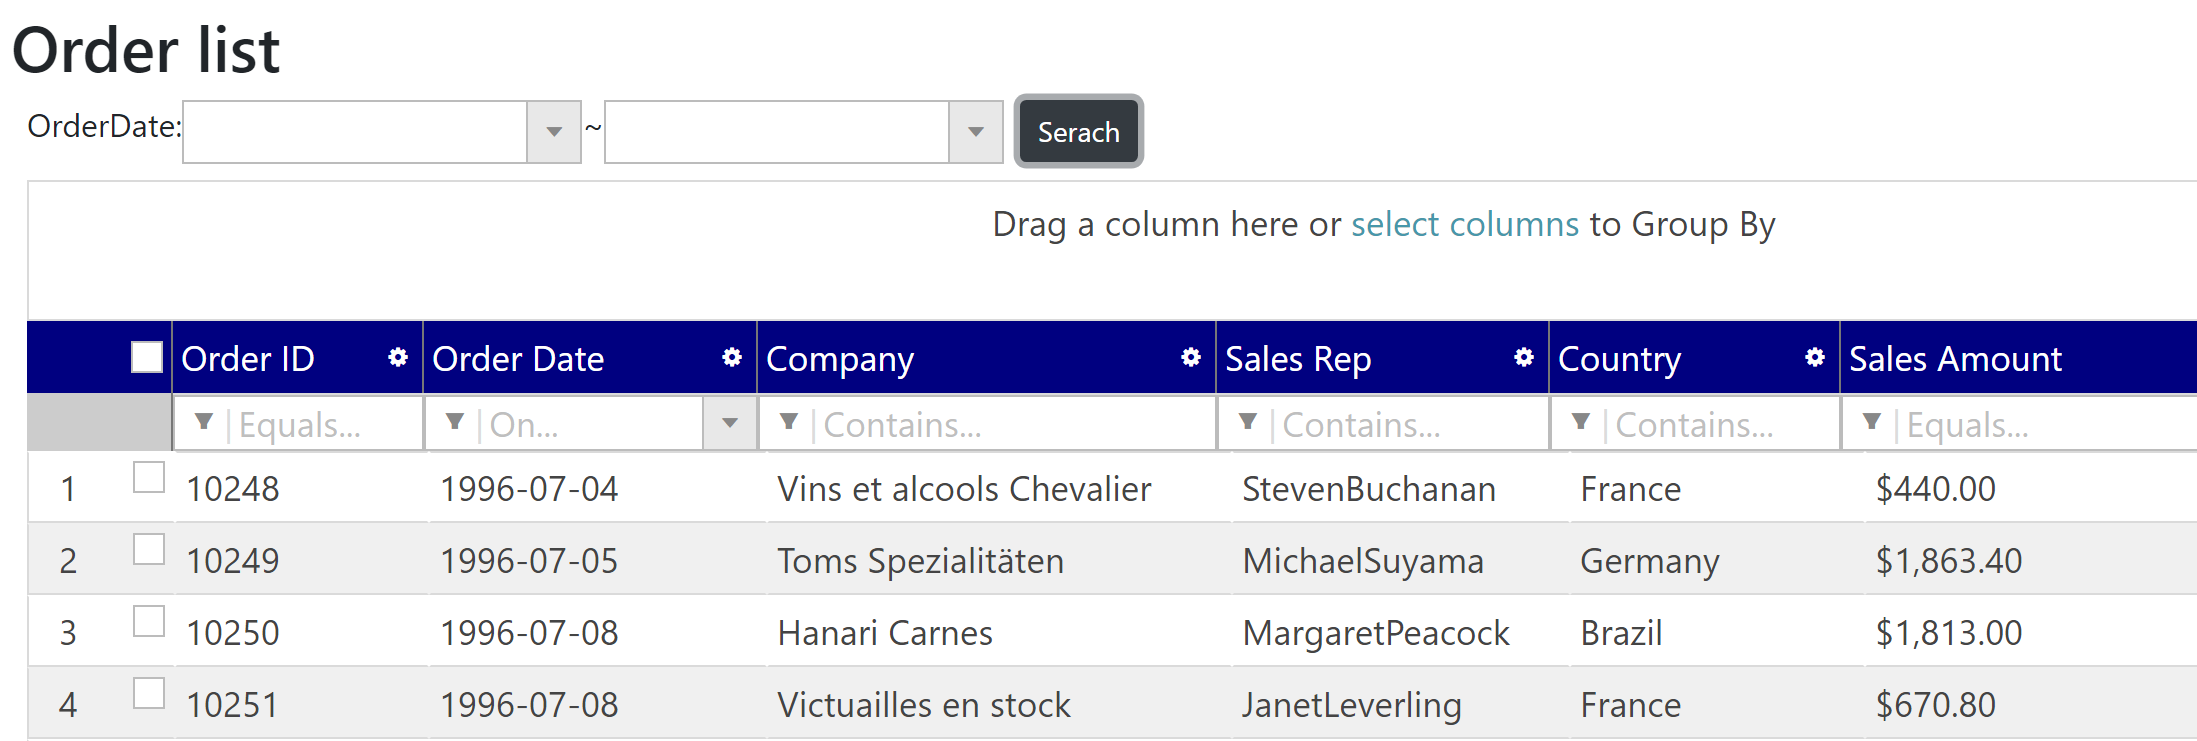 Order list
OrderDate: ~ Serach
Drag a column here or select columns to Group By
Order ID Order Date Company Sales Rep Country Sales Amount
Equals... On... Contains... Contains... Contains... Equals...
1 10248 1996-07-04 Vins et alcools Chevalier StevenBuchanan France $440.00
2 10249 1996-07-05 Toms Spezialitäten MichaelSuyama Germany $1,863.40
3 10250 1996-07-08 Hanari Carnes MargaretPeacock Brazil $1,813.00
4 10251 1996-07-08 Victuailles en stock JanetLeverling France $670.80